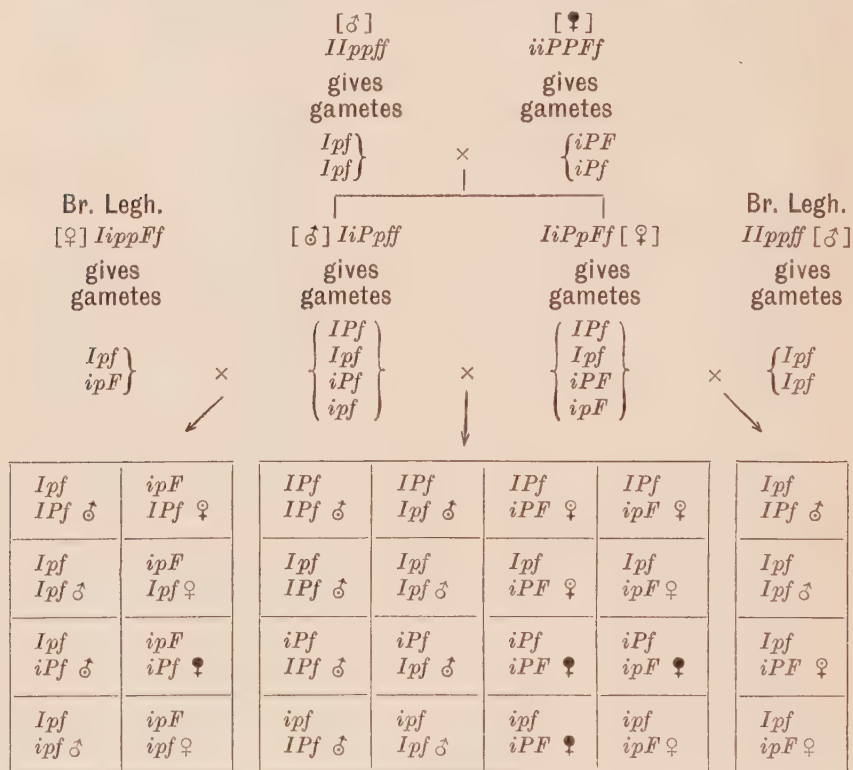 [♂] [♀]
IIppff iiPPFf
gives gives
gametes gametes
Ipf} × {iPF
Ipf} {iPf
Br. Legh. Br. Legh.
[♀] IippFf [♂] IiPpff IiPpFf [♀] IIppff [♂]
gives gives gives gives
gametes gametes gametes gametes
IPf IPf
Ipf Ipf Ipf Ipf
ipF × iPf × iPF × Ipf
ipf ipF
Ipf ipF IPf IPf IPf IPf Ipf
IPf ♂ IPf ♀ IPf ♂ Ipf ♂ iPF ♀ ipF ♀ IPf ♂
Ipf ipF Ipf Ipf Ipf Ipf Ipf
Ipf ♂ Ipf ♀ IPf ♂ Ipf ♂ iPF ♀ ipF ♀ Ipf ♂
Ipf ipF iPf iPf iPf iPf Ipf
iPf ♂ iPf ♀ IPf ♂ Ipf ♂ iPF ♀ ipF ♀ iPF ♀
Ipf ipF ipf ipf ipf ipf Ipf
ipf ♂ ipf ♀ IPf ♂ Ipf ♂ iPF ♀ ipF ♀ ipF ♀